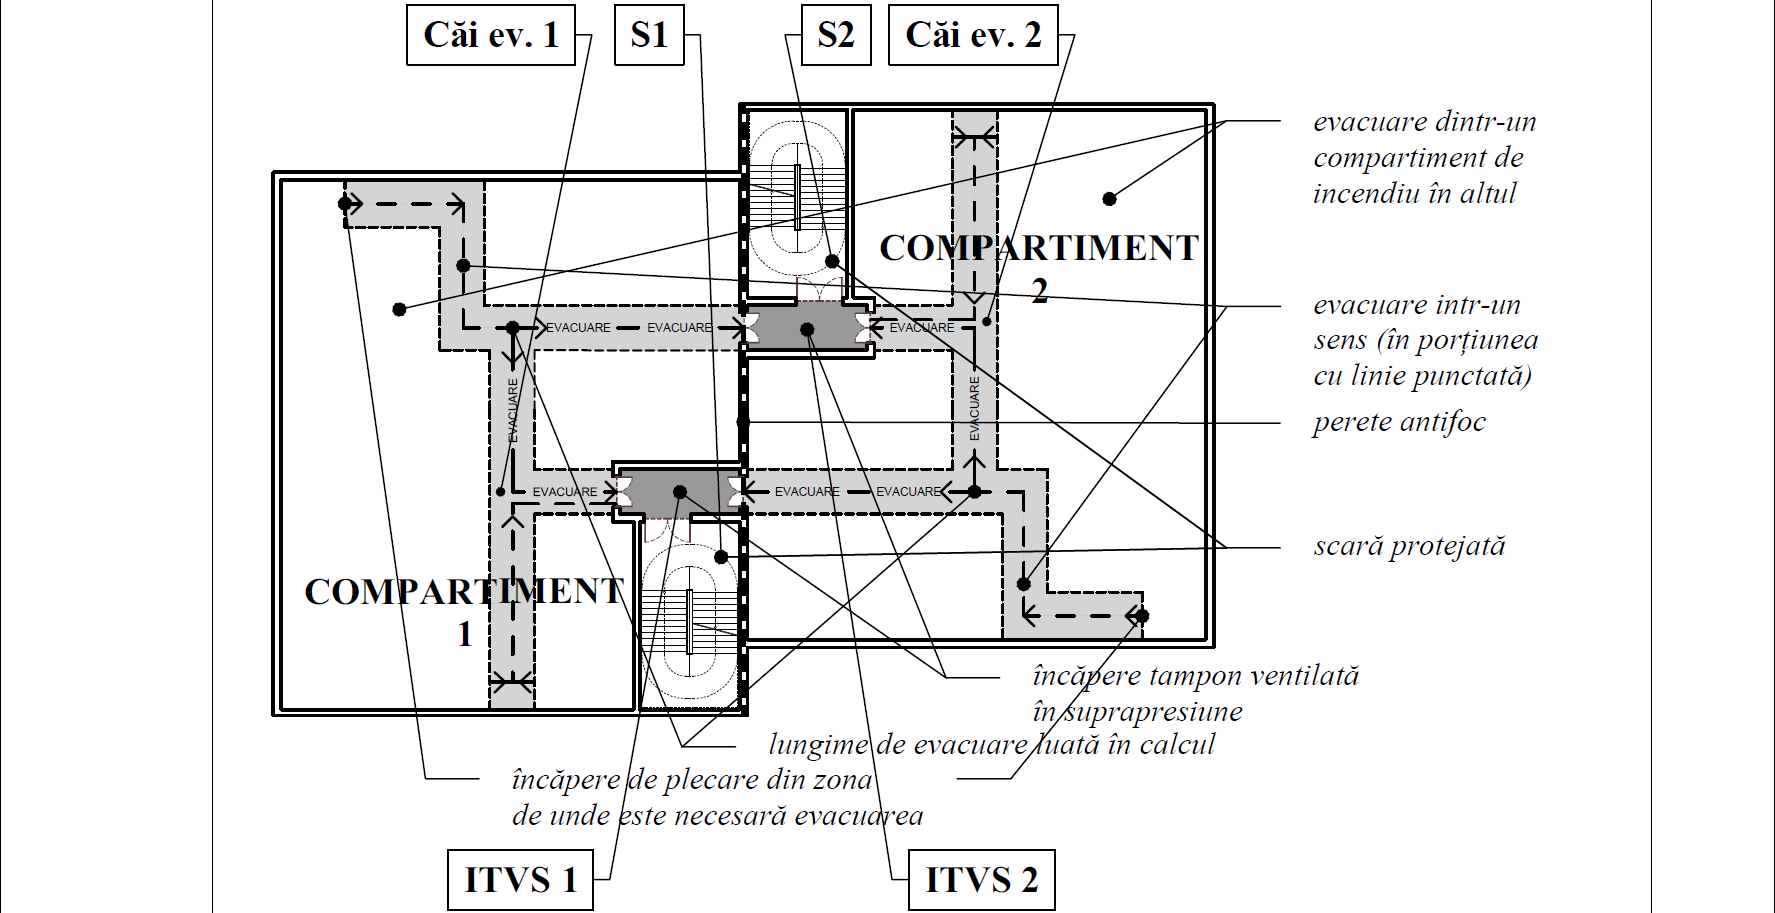 Căi ev. 1
S1
S2
Căi ev. 2
evacuare dintr-un
compartiment de
incendiu în altul
COMPARTIMENT
2
evacuare intr-un
sens (în porțiunea
cu linie punctată)
EVACUARE
EVACUARE
EVACUARE
EVACUARE
EVACUARE
perete antifoc
EVACUARE
EVACUARE
EVACUARE
scară protejată
COMPARTIMENT
1
încăpere tampon ventilată
în suprapresiune
lungime de evacuare luată în calcul
încăpere de plecare din zona
de unde este necesară evacuarea
ITVS 1
ITVS 2